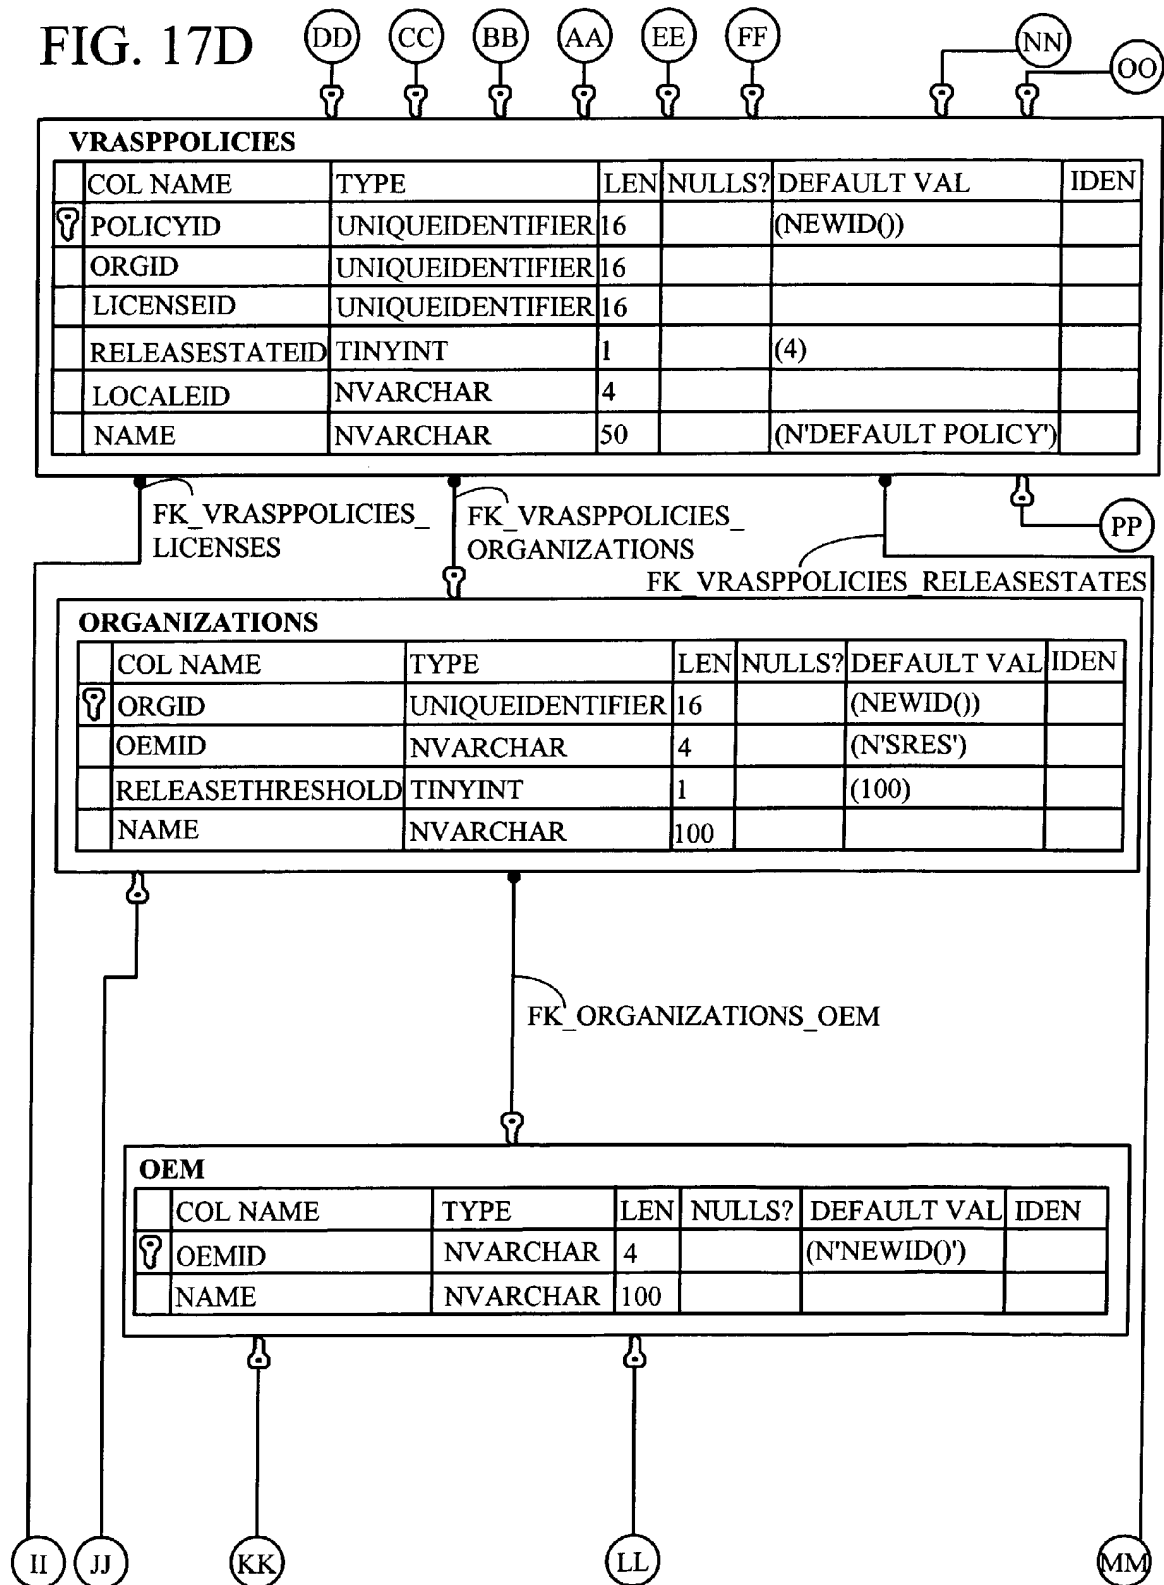 FIG. 17D
DD CC BB AA EE FF NN OO
VRASPPOLICIES
COL NAME TYPE LEN NULLS? DEFAULT VAL IDEN
POLICYID UNIQUEIDENTIFIER 16 (NEWID())
ORGID UNIQUEIDENTIFIER 16
LICENSEID UNIQUEIDENTIFIER 16
RELEASESTATEID TINYINT 1 (4)
LOCALEID NVARCHAR 4
NAME NVARCHAR 50 (N'DEFAULT POLICY')
FK_VRASPPOLICIES_
LICENSES
FK_VRASPPOLICIES_
ORGANIZATIONS
PP
FK_VRASPPOLICIES_RELEASESTATES
ORGANIZATIONS
COL NAME TYPE LEN NULLS? DEFAULT VAL IDEN
ORGID UNIQUEIDENTIFIER 16 (NEWID())
OEMID NVARCHAR 4 (N'SRES')
RELEASETHRESHOLD TINYINT 1 (100)
NAME NVARCHAR 100
FK_ORGANIZATIONS_OEM
OEM
COL NAME TYPE LEN NULLS? DEFAULT VAL IDEN
OEMID NVARCHAR 4 (N'NEWID()')
NAME NVARCHAR 100
II JJ KK LL MM